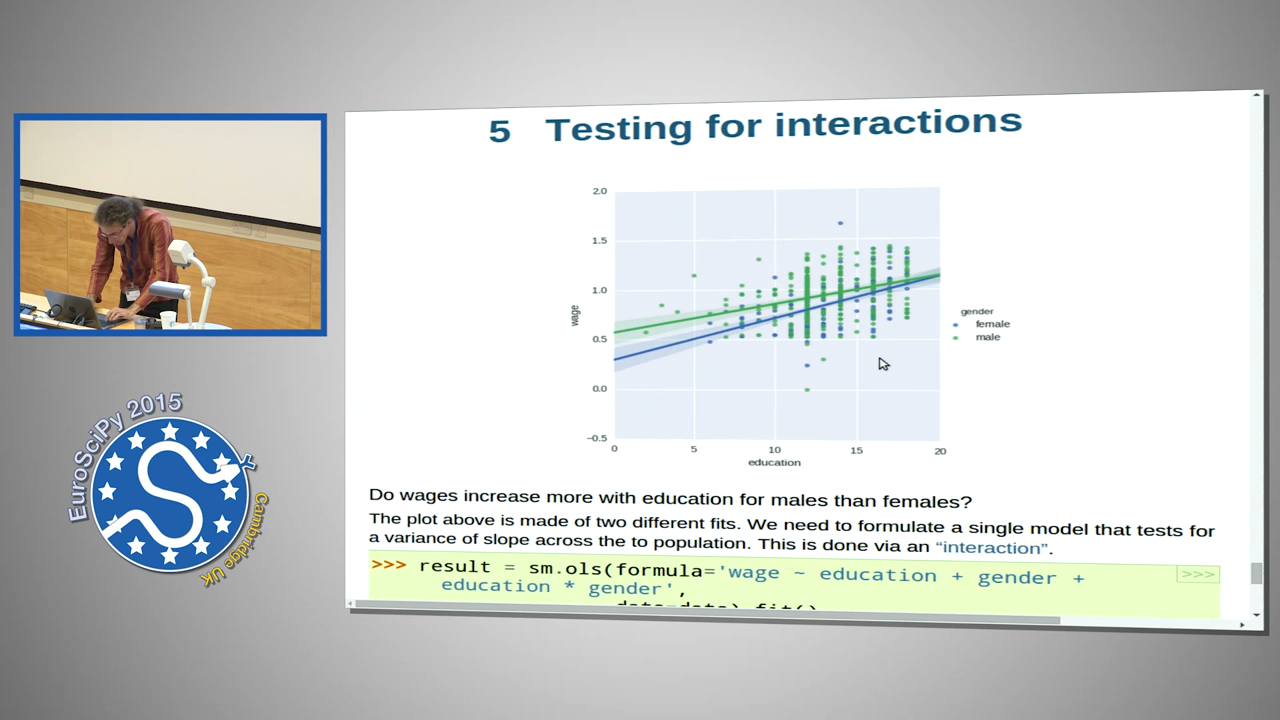 5 Testing for interactions
2.0
1.5
1.0
0.5
0.0
−0.5
wage
0 5 10 15 20
education
gender
female
male
Do wages increase more with education for males than females?
The plot above is made of two different fits. We need to formulate a single model that tests for
a variance of slope across the to population. This is done via an “interaction”.
>>> result = sm.ols(formula='wage ~ education + gender +
education * gender',
data=data).fit()
>>>
EuroSciPy 2015
Cambridge UK